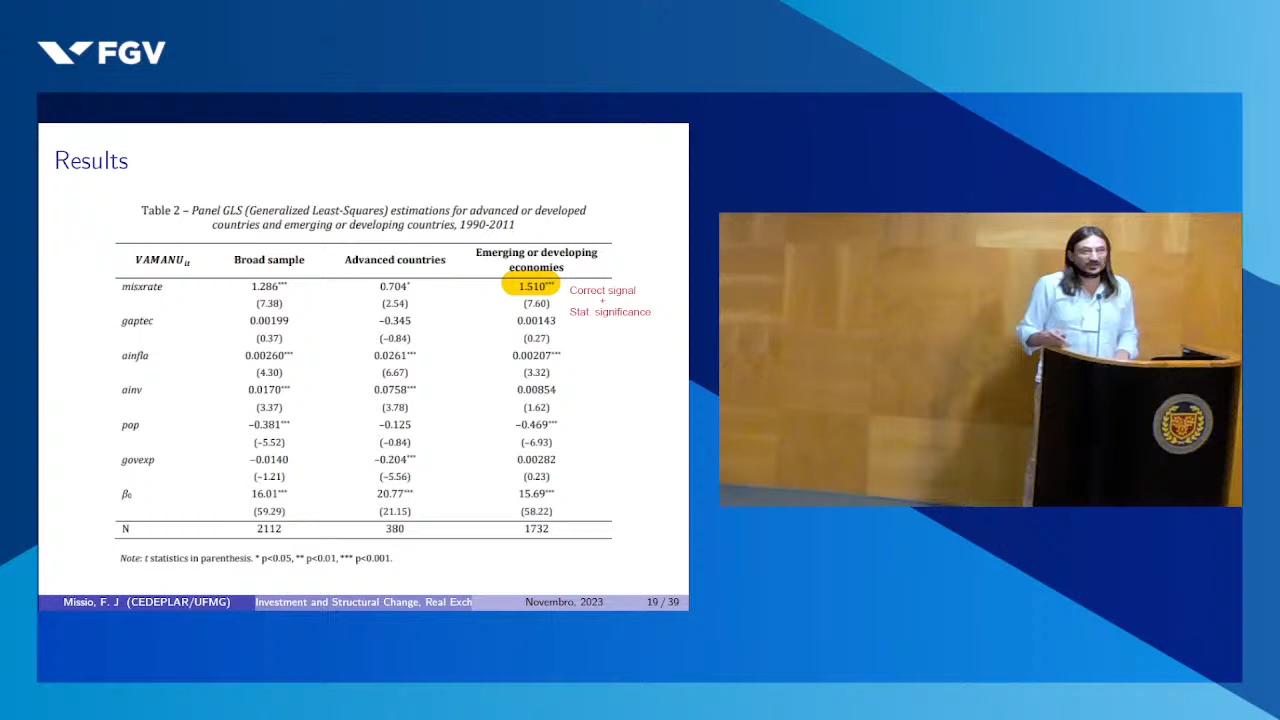 FGV
Results
Table 2 – Panel GLS (Generalized Least-Squares) estimations for advanced or developed
countries and emerging or developing countries, 1990-2011
VAMANUit Broad sample Advanced countries Emerging or developing
economies
misxrate 1.286*** 0.704* 1.510***
(7.38) (2.54) (7.60)
Correct signal
+
Stat. significance
gaptec 0.00199 −0.345 0.00143
(0.37) (−0.84) (0.27)
ainfla 0.00260*** 0.0261*** 0.00207***
(4.30) (6.67) (3.32)
ainv 0.0170*** 0.0758*** 0.00854
(3.37) (3.78) (1.62)
pop −0.381*** −0.125 −0.469***
(−5.52) (−0.84) (−6.93)
govexp −0.0140 −0.204*** 0.00282
(−1.21) (−5.56) (0.23)
β0 16.01*** 20.77*** 15.69***
(59.29) (21.15) (58.22)
N 2112 380 1732
Note: t statistics in parenthesis. * p<0.05, ** p<0.01, *** p<0.001.
Missio, F. J (CEDEPLAR/UFMG) Investment and Structural Change, Real Exch Novembro, 2023 19 / 39